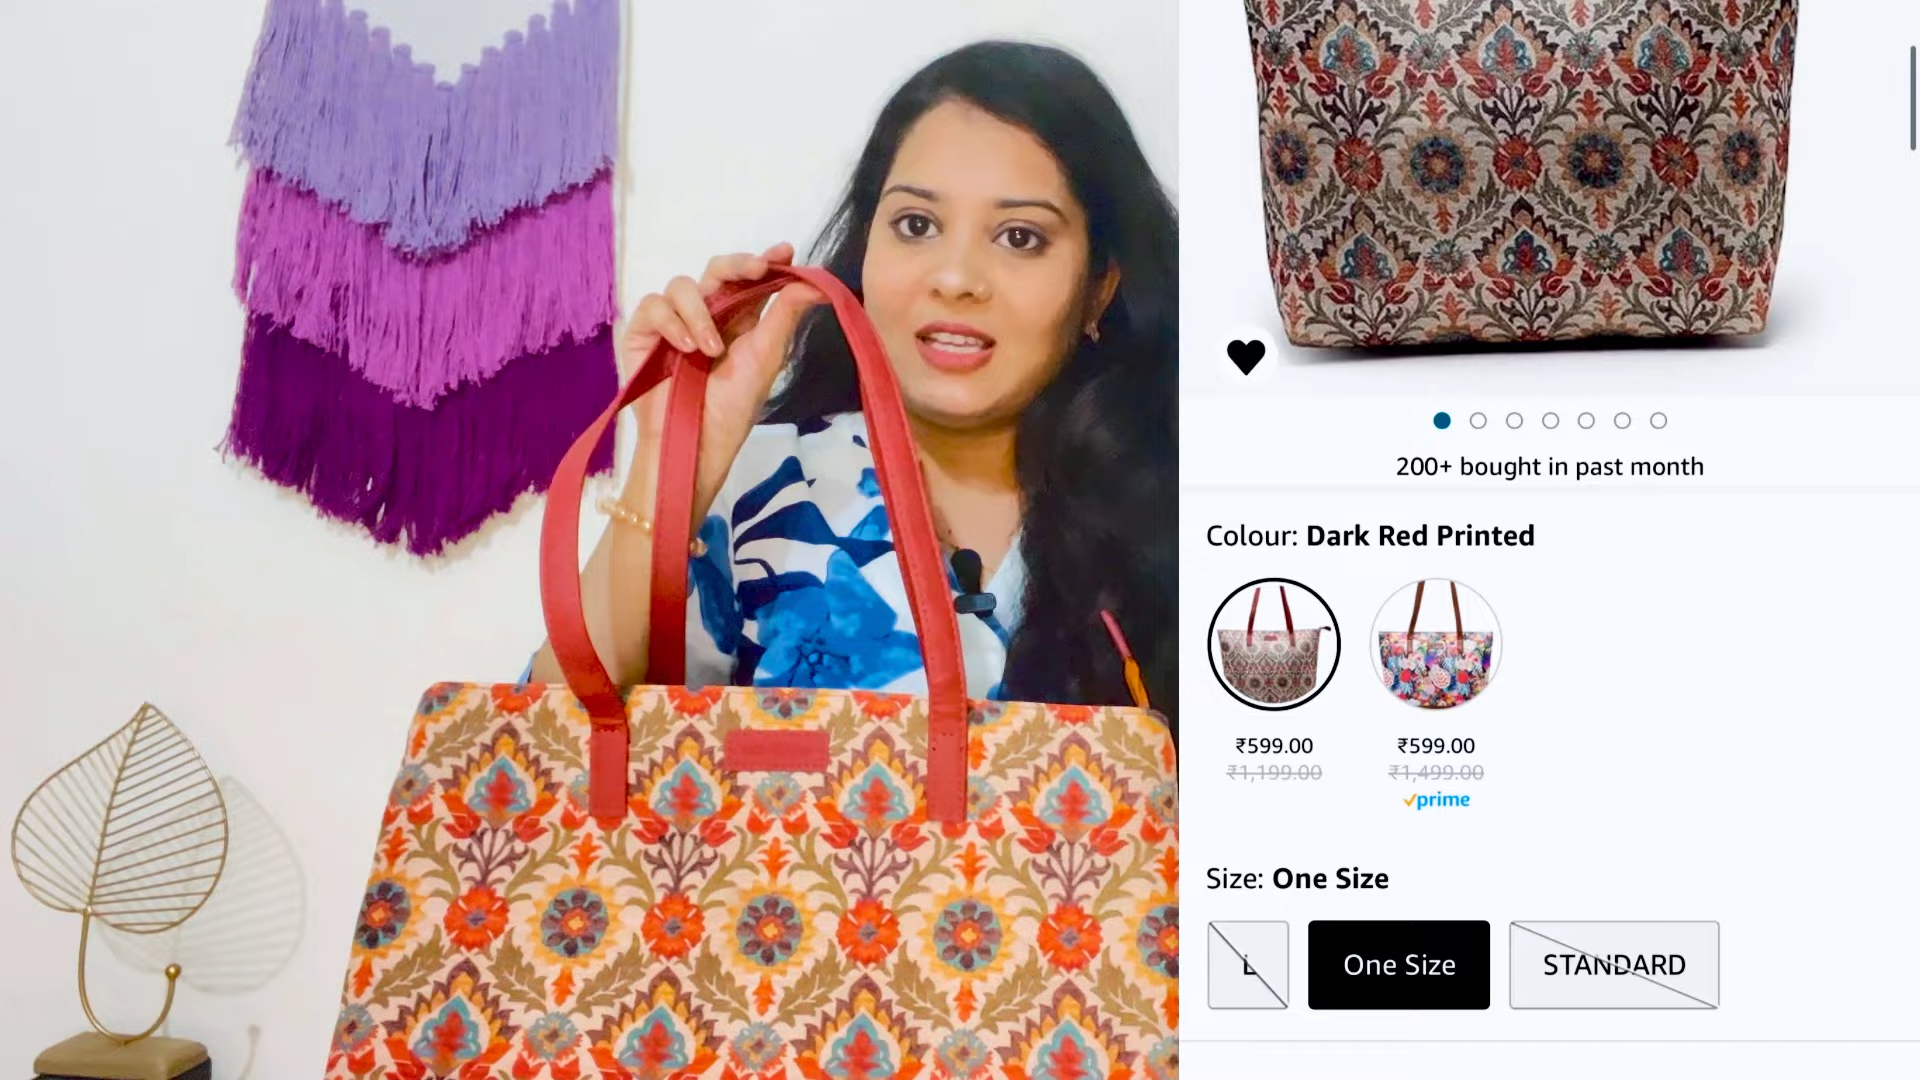 200+ bought in past month
Colour: Dark Red Printed
₹599.00
₹1,199.00
₹599.00
₹1,499.00
prime
Size: One Size
L
One Size
STANDARD